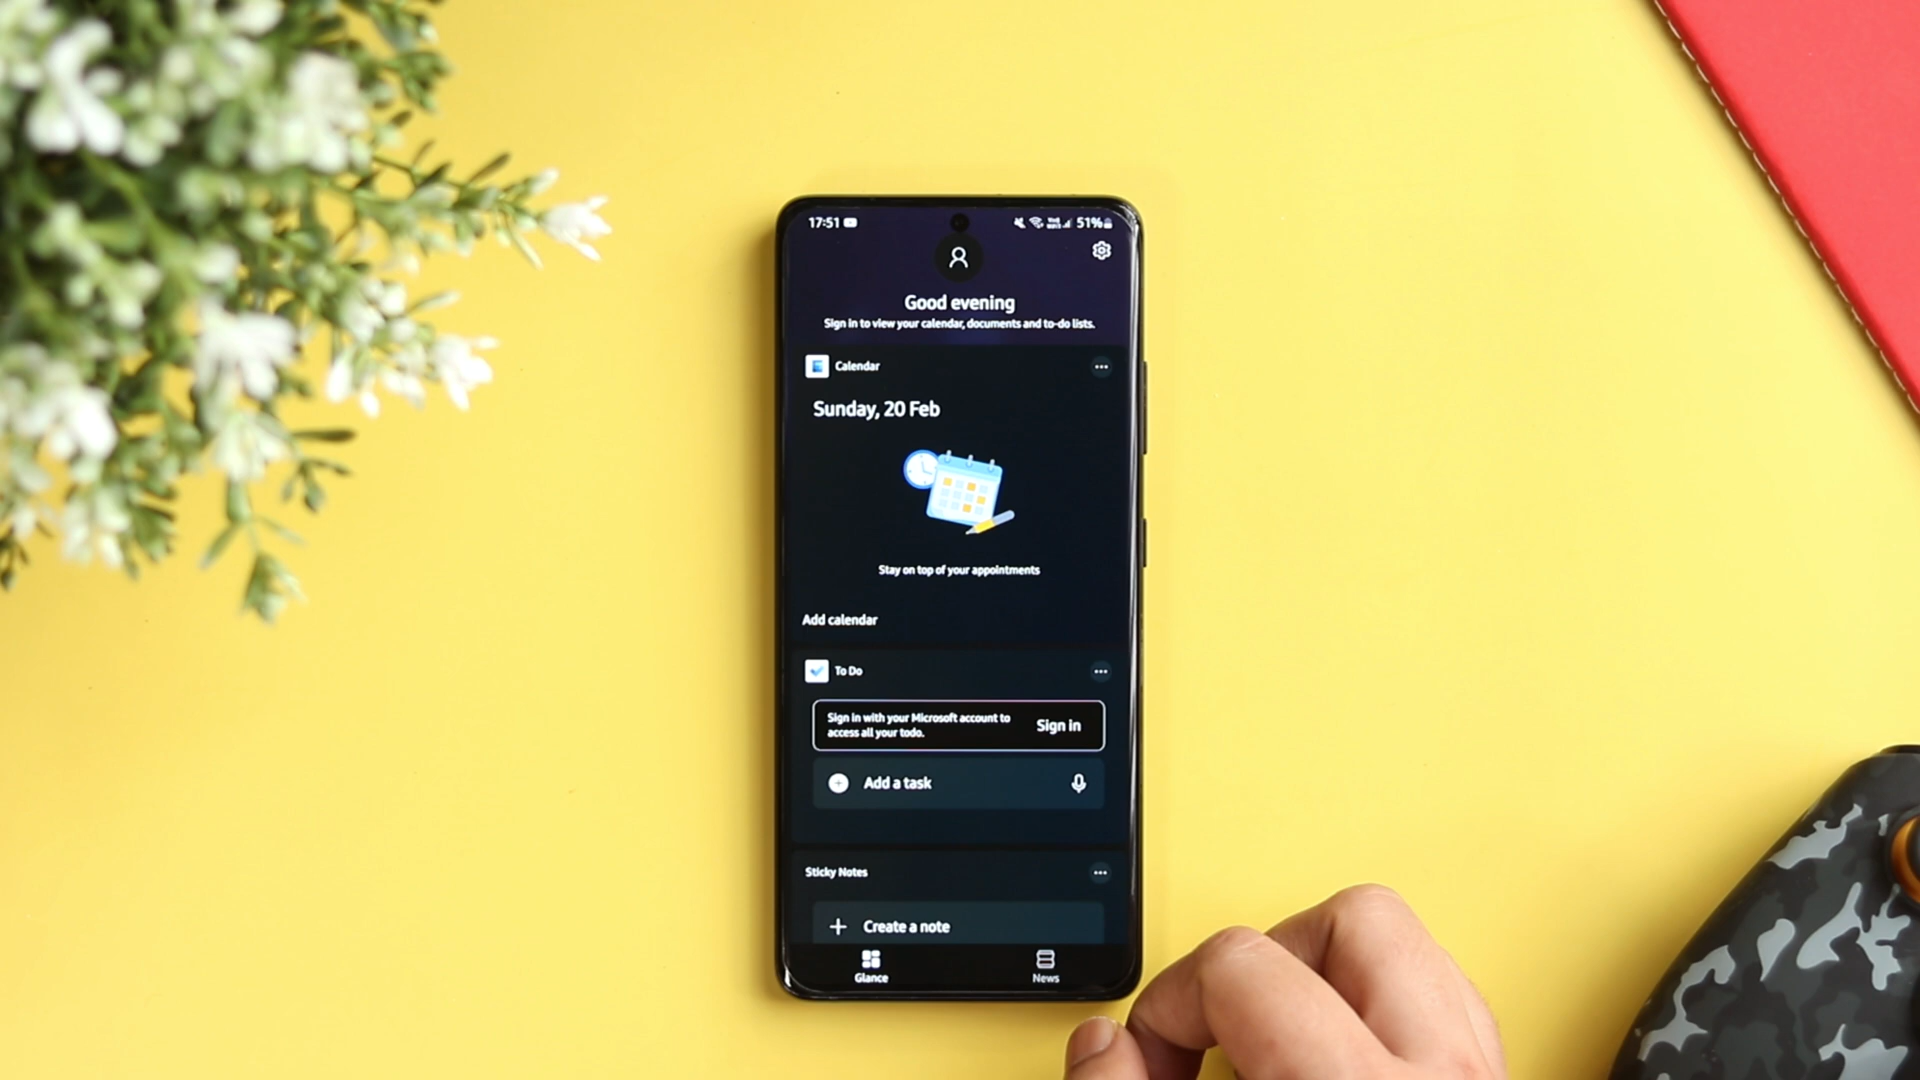 17:51
51%
Good evening
Sign in to view your calendar, documents and to-do lists.
Calendar
Sunday, 20 Feb
Stay on top of your appointments
Add calendar
To Do
Sign in with your Microsoft account to
access all your todo.
Sign in
Add a task
Sticky Notes
Create a note
Glance
News